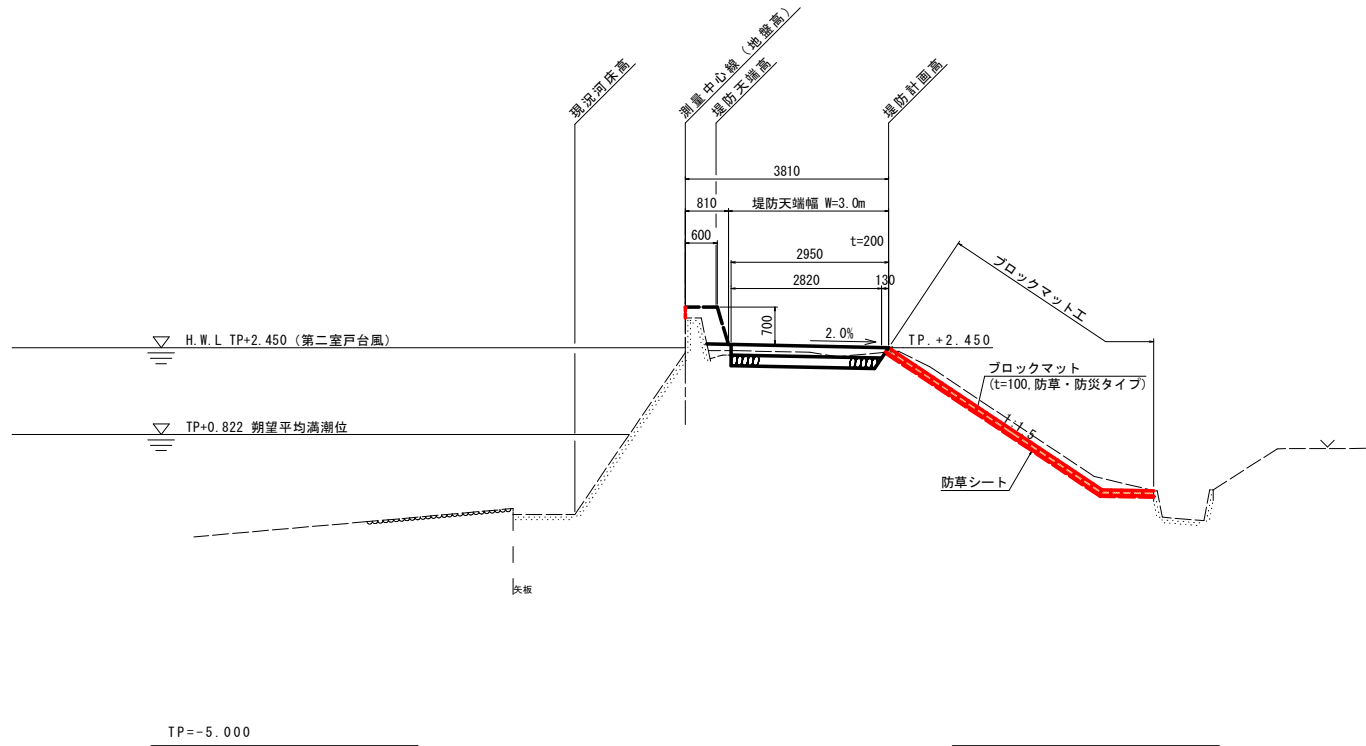 現況河床高
測量中心線（地盤高）
堤防天端高
堤防計画高
3810
810
堤防天端幅 W=3.0m
600
t=200
2950
2820
130
ブロックマット工
700
2.0%
H.W.L TP+2.450（第二室戸台風）
TP.+2.450
ブロックマット
(t=100,防草・防災タイプ)
1:1.5
TP+0.822 朔望平均満潮位
防草シート
矢板
TP=-5.000